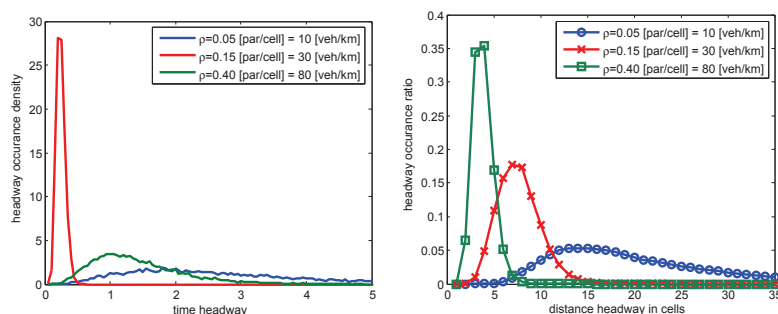 headway occurance density
30
25
20
15
10
5
0
0 1 2 3 4 5
time headway
ρ=0.05 [par/cell] = 10 [veh/km]
ρ=0.15 [par/cell] = 30 [veh/km]
ρ=0.40 [par/cell] = 80 [veh/km]
headway occurance ratio
0.4
0.35
0.3
0.25
0.2
0.15
0.1
0.05
0
0 5 10 15 20 25 30 35
distance headway in cells
ρ=0.05 [par/cell] = 10 [veh/km]
ρ=0.15 [par/cell] = 30 [veh/km]
ρ=0.40 [par/cell] = 80 [veh/km]